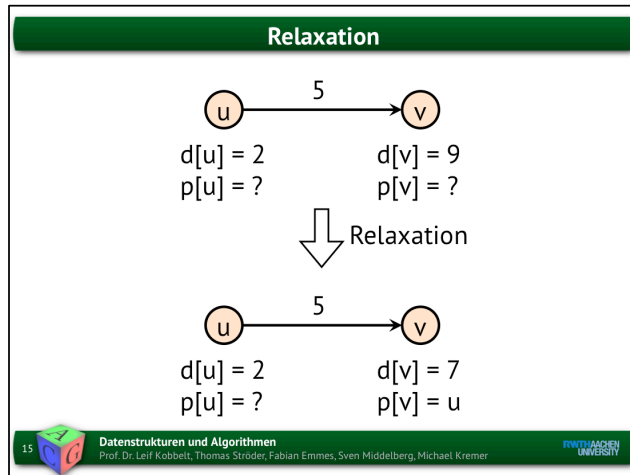 Relaxation
5
u v
d[u] = 2 d[v] = 9
p[u] = ? p[v] = ?
Relaxation
5
u v
d[u] = 2 d[v] = 7
p[u] = ? p[v] = u
15
A
C G
Datenstrukturen und Algorithmen
Prof. Dr. Leif Kobbelt, Thomas Ströder, Fabian Emmes, Sven Middelberg, Michael Kremer
RWTHAACHEN
UNIVERSITY